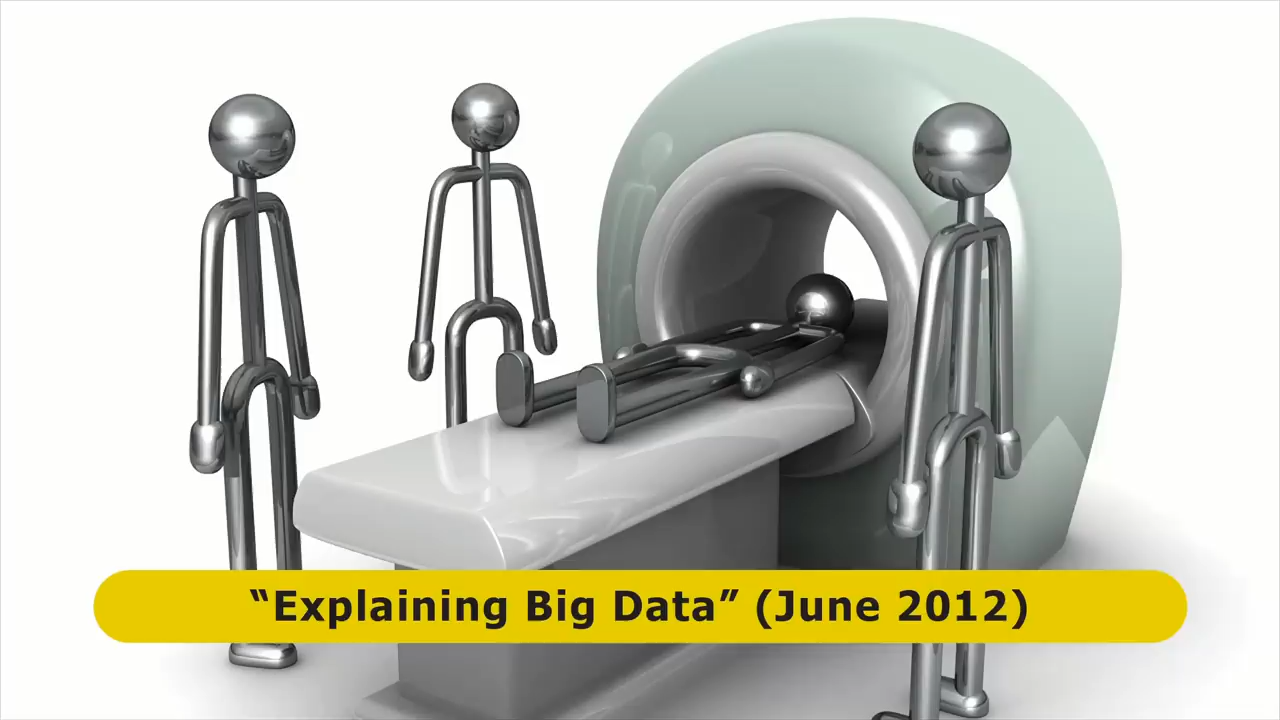 “Explaining Big Data” (June 2012)